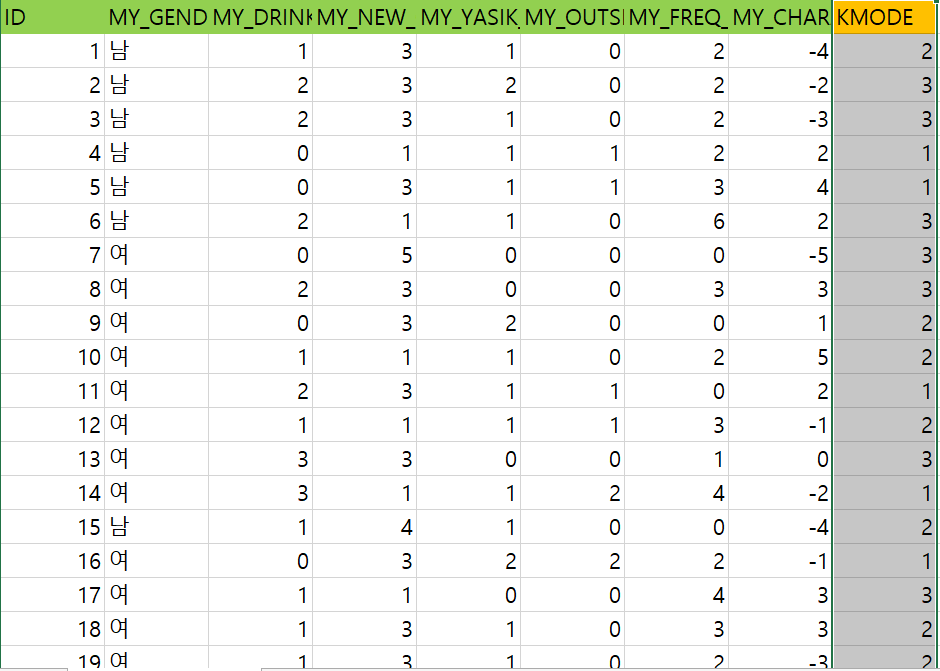 ID MY_GEND MY_DRINK MY_NEW_ MY_YASIK_ MY_OUTSI MY_FREQ_ MY_CHAR KMODE
1 남 1 3 1 0 2 -4 2
2 남 2 3 2 0 2 -2 3
3 남 2 3 1 0 2 -3 3
4 남 0 1 1 1 2 2 1
5 남 0 3 1 1 3 4 1
6 남 2 1 1 0 6 2 3
7 여 0 5 0 0 0 -5 3
8 여 2 3 0 0 3 3 3
9 여 0 3 2 0 0 1 2
10 여 1 1 1 0 2 5 2
11 여 2 3 1 1 0 2 1
12 여 1 1 1 1 3 -1 2
13 여 3 3 0 0 1 0 3
14 여 3 1 1 2 4 -2 1
15 남 1 4 1 0 0 -4 2
16 여 0 3 2 2 2 -1 1
17 여 1 1 0 0 4 3 3
18 여 1 3 1 0 3 3 2
19 여 1 3 1 0 2 -3 2